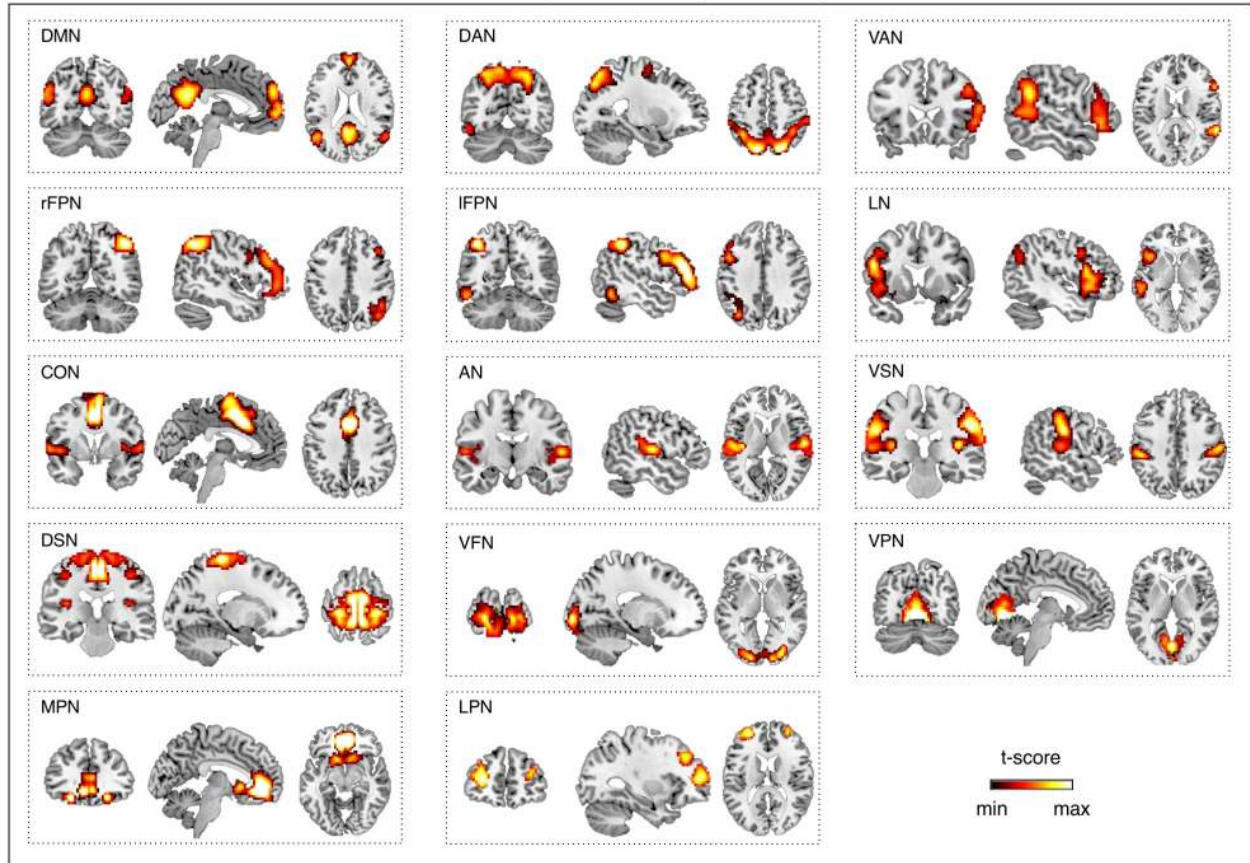 DMN
DAN
VAN
rFPN
lFPN
LN
CON
AN
VSN
DSN
VFN
VPN
MPN
LPN
t-score
min
max